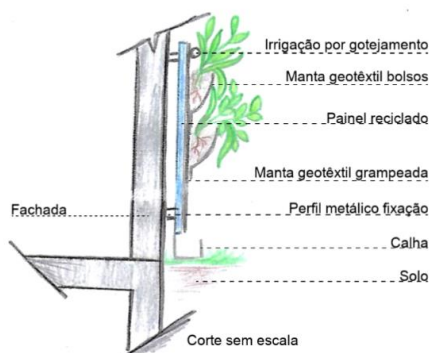 Irrigação por gotejamento
Manta geotêxtil bolsos
Painel reciclado
Manta geotêxtil grampeada
Fachada
Perfil metálico fixação
Calha
Solo
Corte sem escala